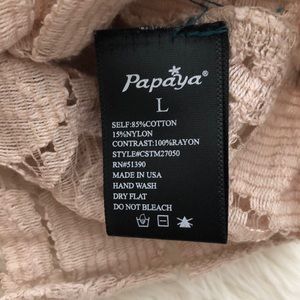 Papaya®
L
SELF:85%COTTON
15%NYLON
CONTRAST:100%RAYON
STYLE#CSTM27050
RN#51390
MADE IN USA
HAND WASH
DRY FLAT
DO NOT BLEACH